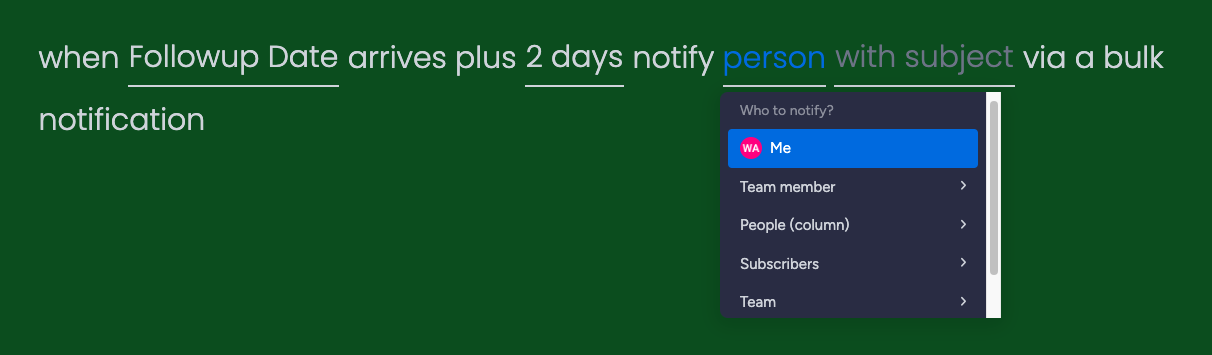 when Followup Date arrives plus 2 days notify person with subject via a bulk
notification
Who to notify?
WA Me
Team member
People (column)
Subscribers
Team